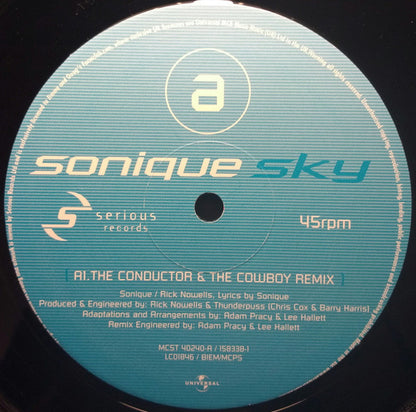 a
sonique sky
serious
records
45rpm
[ A1.THE CONDUCTOR & THE COWBOY REMIX ]
Sonique / Rick Nowells, Lyrics by Sonique
Produced & Engineered by: Rick Nowells & Thunderpuss (Chris Cox & Barry Harris)
Adaptations and Arrangements by: Adam Pracy & Lee Hallett
Remix Engineered by: Adam Pracy & Lee Hallett
MCST 40240-A / 158338-1
LC01846 / BIEM/MCPS
UNIVERSAL